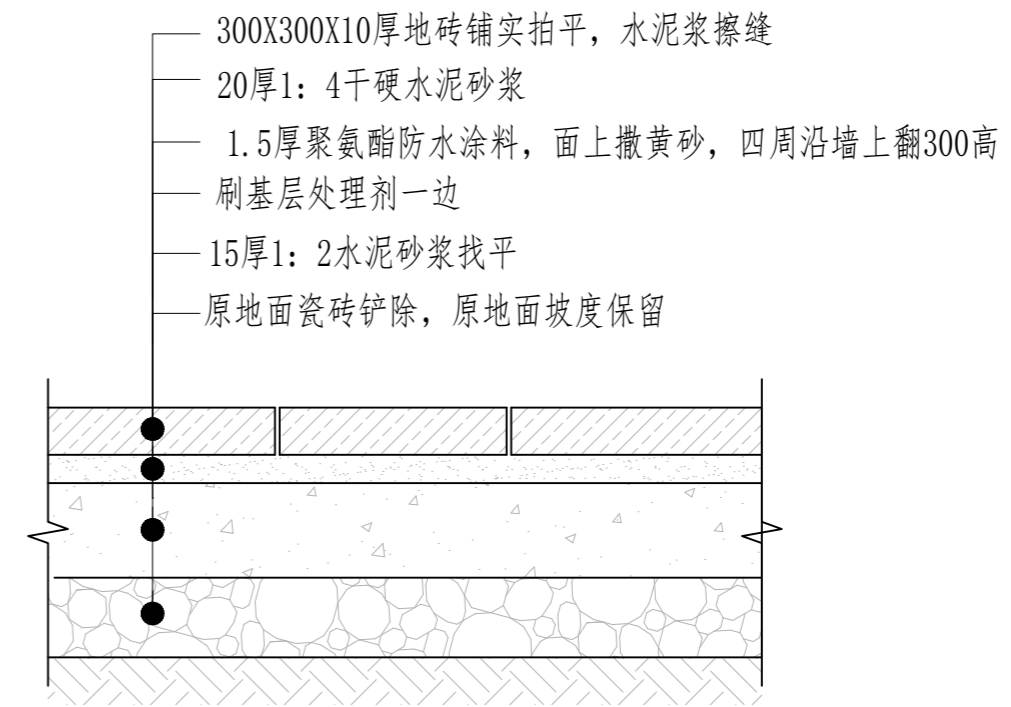 300X300X10厚地砖铺实拍平，水泥浆擦缝
20厚1：4干硬水泥砂浆
1.5厚聚氨酯防水涂料，面上撒黄砂，四周沿墙上翻300高
刷基层处理剂一边
15厚1：2水泥砂浆找平
原地面瓷砖铲除，原地面坡度保留